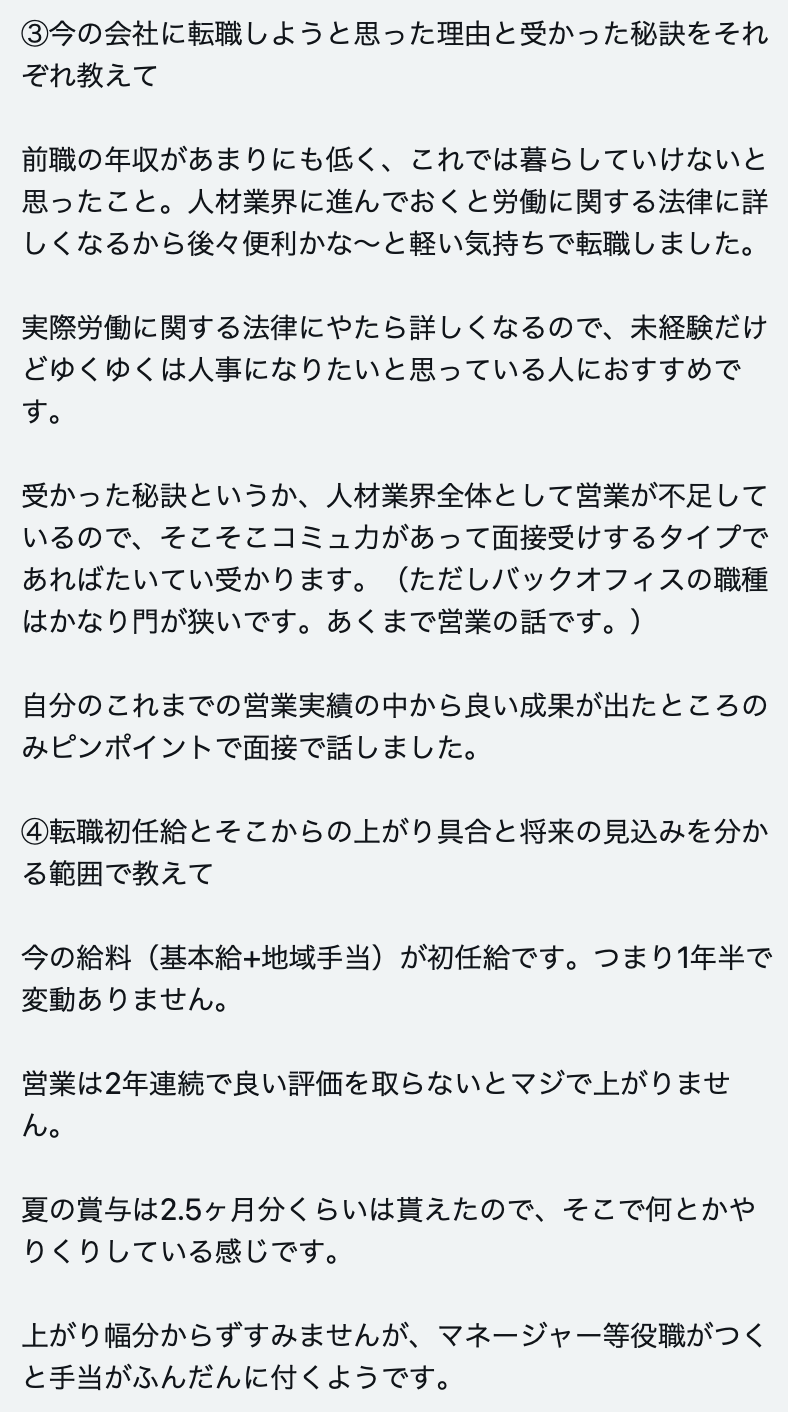 ③今の会社に転職しようと思った理由と受かった秘訣をそれ
ぞれ教えて
前職の年収があまりにも低く、これでは暮らしていけないと
思ったこと。人材業界に進んでおくと労働に関する法律に詳
しくなるから後々便利かな〜と軽い気持ちで転職しました。
実際労働に関する法律にやたら詳しくなるので、未経験だけ
どゆくゆくは人事になりたいと思っている人におすすめで
す。
受かった秘訣というか、人材業界全体として営業が不足して
いるので、そこそこコミュ力があって面接受けするタイプで
あればたいてい受かります。（ただしバックオフィスの職種
はかなり門が狭いです。あくまで営業の話です。）
自分のこれまでの営業実績の中から良い成果が出たところの
みピンポイントで面接で話しました。
④転職初任給とそこからの上がり具合と将来の見込みを分か
る範囲で教えて
今の給料（基本給+地域手当）が初任給です。つまり1年半で
変動ありません。
営業は2年連続で良い評価を取らないとマジで上がりませ
ん。
夏の賞与は2.5ヶ月分くらいは貰えたので、そこで何とかや
りくりしている感じです。
上がり幅分からずすみませんが、マネージャー等役職がつく
と手当がふんだんに付くようです。